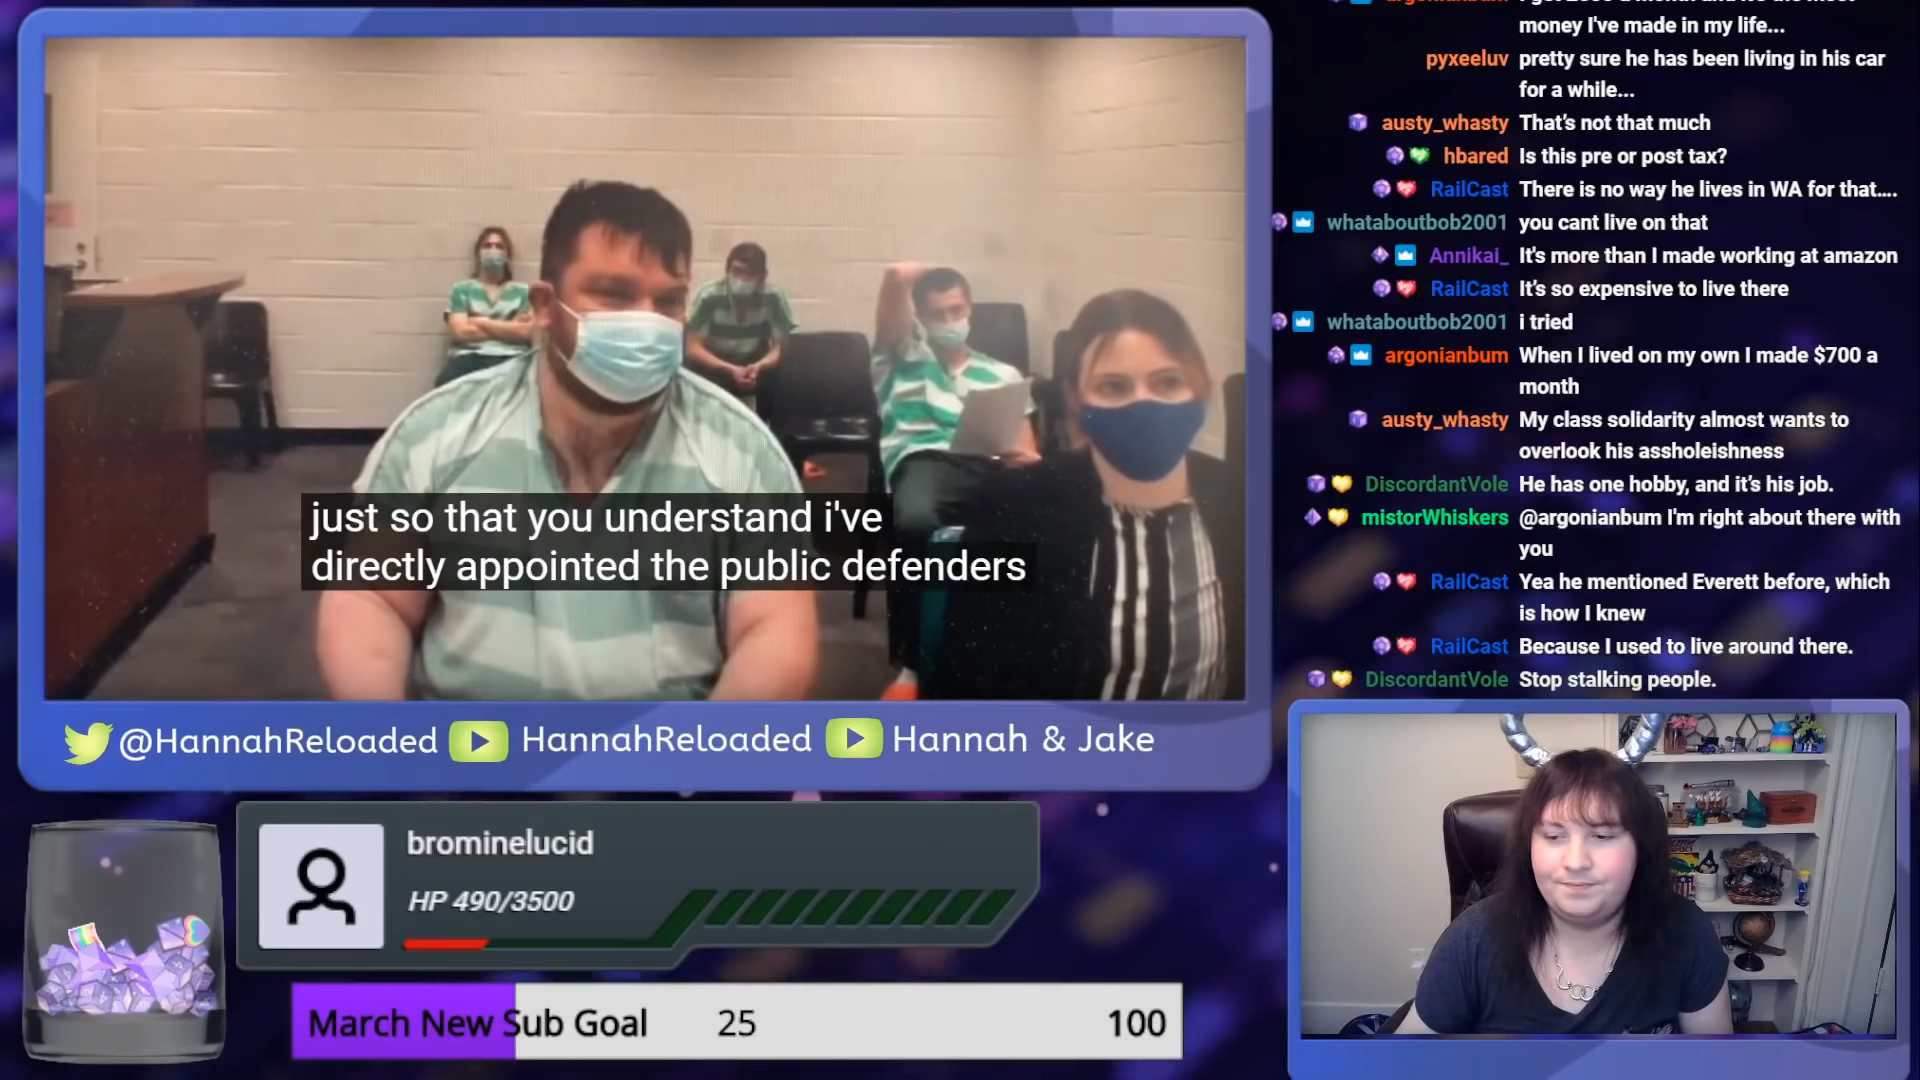 just so that you understand i've
directly appointed the public defenders
@HannahReloaded HannahReloaded Hannah & Jake
brominelucid
HP 490/3500
March New Sub Goal 25 100
money I've made in my life...
pyxeeluv pretty sure he has been living in his car
for a while...
austy_whasty That's not that much
hbared Is this pre or post tax?
RailCast There is no way he lives in WA for that....
whataboutbob2001 you cant live on that
Annlkai_ It's more than I made working at amazon
RailCast It's so expensive to live there
whataboutbob2001 i tried
argonianbum When I lived on my own I made $700 a
month
austy_whasty My class solidarity almost wants to
overlook his assholeishness
DiscordantVole He has one hobby, and it's his job.
mistorWhiskers @argonianbum I'm right about there with
you
RailCast Yea he mentioned Everett before, which
is how I knew
RailCast Because I used to live around there.
DiscordantVole Stop stalking people.